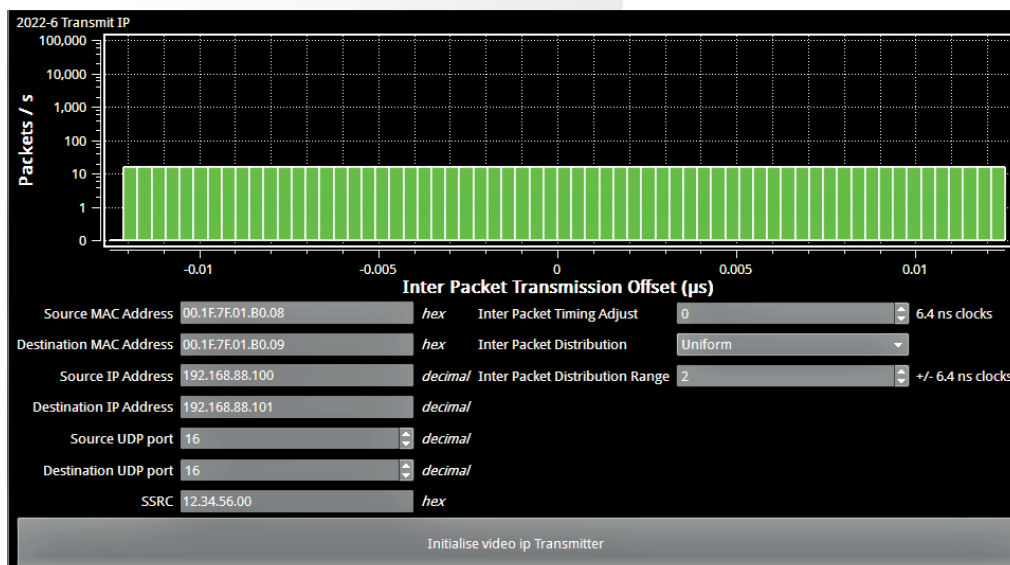 2022-6 Transmit IP
100,000
10,000
1,000
100
10
1
0
Packets / s
-0.01 -0.005 0 0.005 0.01
Inter Packet Transmission Offset (µs)
Source MAC Address 00.1F.7F.01.B0.08 hex Inter Packet Timing Adjust 0 6.4 ns clocks
Destination MAC Address 00.1F.7F.01.B0.09 hex Inter Packet Distribution Uniform
Source IP Address 192.168.88.100 decimal Inter Packet Distribution Range 2 +/- 6.4 ns clocks
Destination IP Address 192.168.88.101 decimal
Source UDP port 16 decimal
Destination UDP port 16 decimal
SSRC 12.34.56.00 hex
Initialise video ip Transmitter